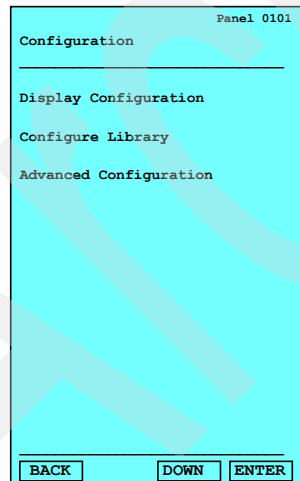 Panel 0101
Configuration
Display Configuration
Configure Library
Advanced Configuration
BACK DOWN ENTER